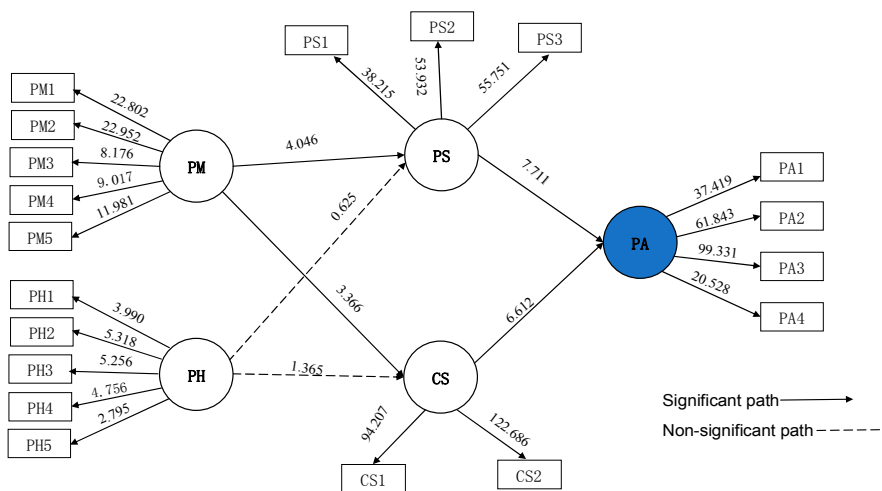 PS1
PS2
PS3
38.215
53.932
55.751
PM1
PM2
PM3
PM4
PM5
22.802
22.952
8.176
9.017
11.981
PM
4.046
PS
0.625
3.366
7.711
PA
37.419
61.843
99.331
20.528
PA1
PA2
PA3
PA4
PH1
PH2
PH3
PH4
PH5
3.990
5.318
5.256
4.756
2.795
PH
1.365
CS
6.612
94.207
122.686
CS1
CS2
Significant path
Non-significant path